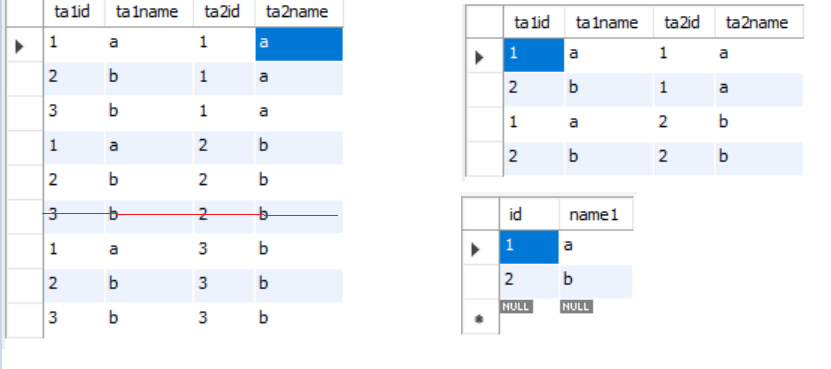 ta1id ta1name ta2id ta2name
1 a 1 a
2 b 1 a
3 b 1 a
1 a 2 b
2 b 2 b
3 b 2 b
1 a 3 b
2 b 3 b
3 b 3 b
ta1id ta1name ta2id ta2name
1 a 1 a
2 b 1 a
1 a 2 b
2 b 2 b
id name1
1 a
2 b
NULL NULL